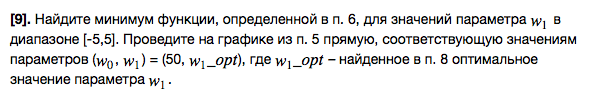 [9]. Найдите минимум функции, определенной в п. 6, для значений параметра w₁ в
диапазоне [-5,5]. Проведите на графике из п. 5 прямую, соответствующую значениям
параметров (w₀, w₁) = (50, w₁_opt), где w₁_opt – найденное в п. 8 оптимальное
значение параметра w₁ .